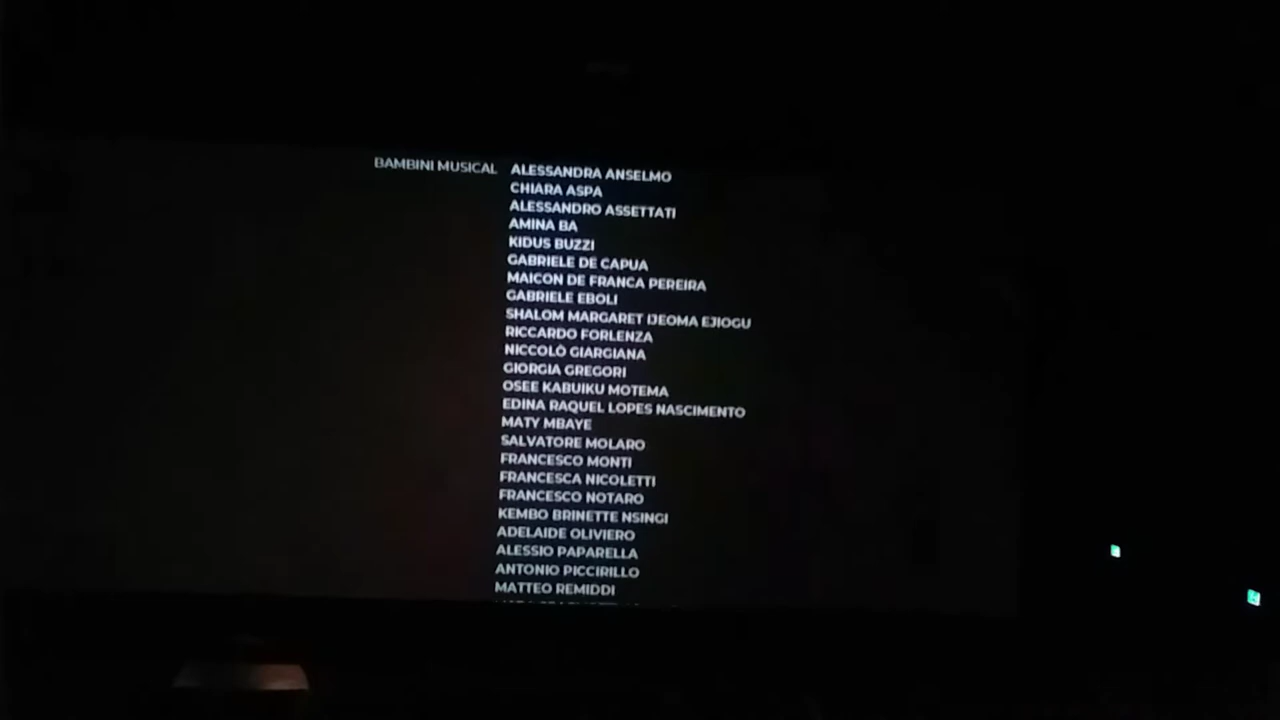 BAMBINI MUSICAL ALESSANDRA ANSELMO
CHIARA ASPA
ALESSANDRO ASSETTATI
AMINA BA
KIDUS BUZZI
GABRIELE DE CAPUA
MAICON DE FRANCA PEREIRA
GABRIELE EBOLI
SHALOM MARGARET IJEOMA EJIOGU
RICCARDO FORLENZA
NICCOLÒ GIARGIANA
GIORGIA GREGORI
OSEE KABUIKU MOTEMA
EDINA RAQUEL LOPES NASCIMENTO
MATY MBAYE
SALVATORE MOLARO
FRANCESCO MONTI
FRANCESCA NICOLETTI
FRANCESCO NOTARO
KEMBO BRINETTE NSINGI
ADELAIDE OLIVIERO
ALESSIO PAPARELLA
ANTONIO PICCIRILLO
MATTEO REMIDDI